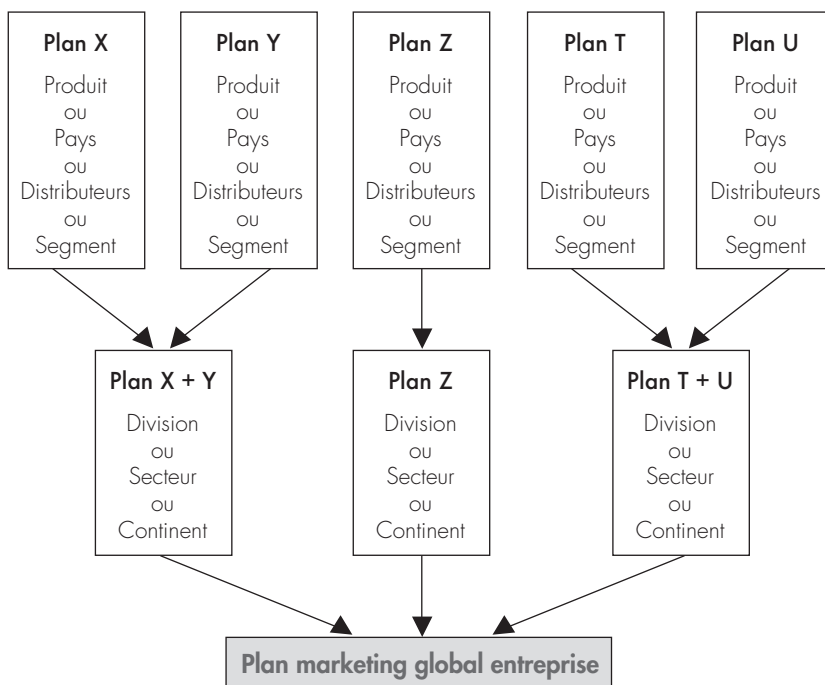 Plan X
Produit
ou
Pays
ou
Distributeurs
ou
Segment
Plan Y
Produit
ou
Pays
ou
Distributeurs
ou
Segment
Plan Z
Produit
ou
Pays
ou
Distributeurs
ou
Segment
Plan T
Produit
ou
Pays
ou
Distributeurs
ou
Segment
Plan U
Produit
ou
Pays
ou
Distributeurs
ou
Segment
Plan X + Y
Division
ou
Secteur
ou
Continent
Plan Z
Division
ou
Secteur
ou
Continent
Plan T + U
Division
ou
Secteur
ou
Continent
Plan marketing global entreprise